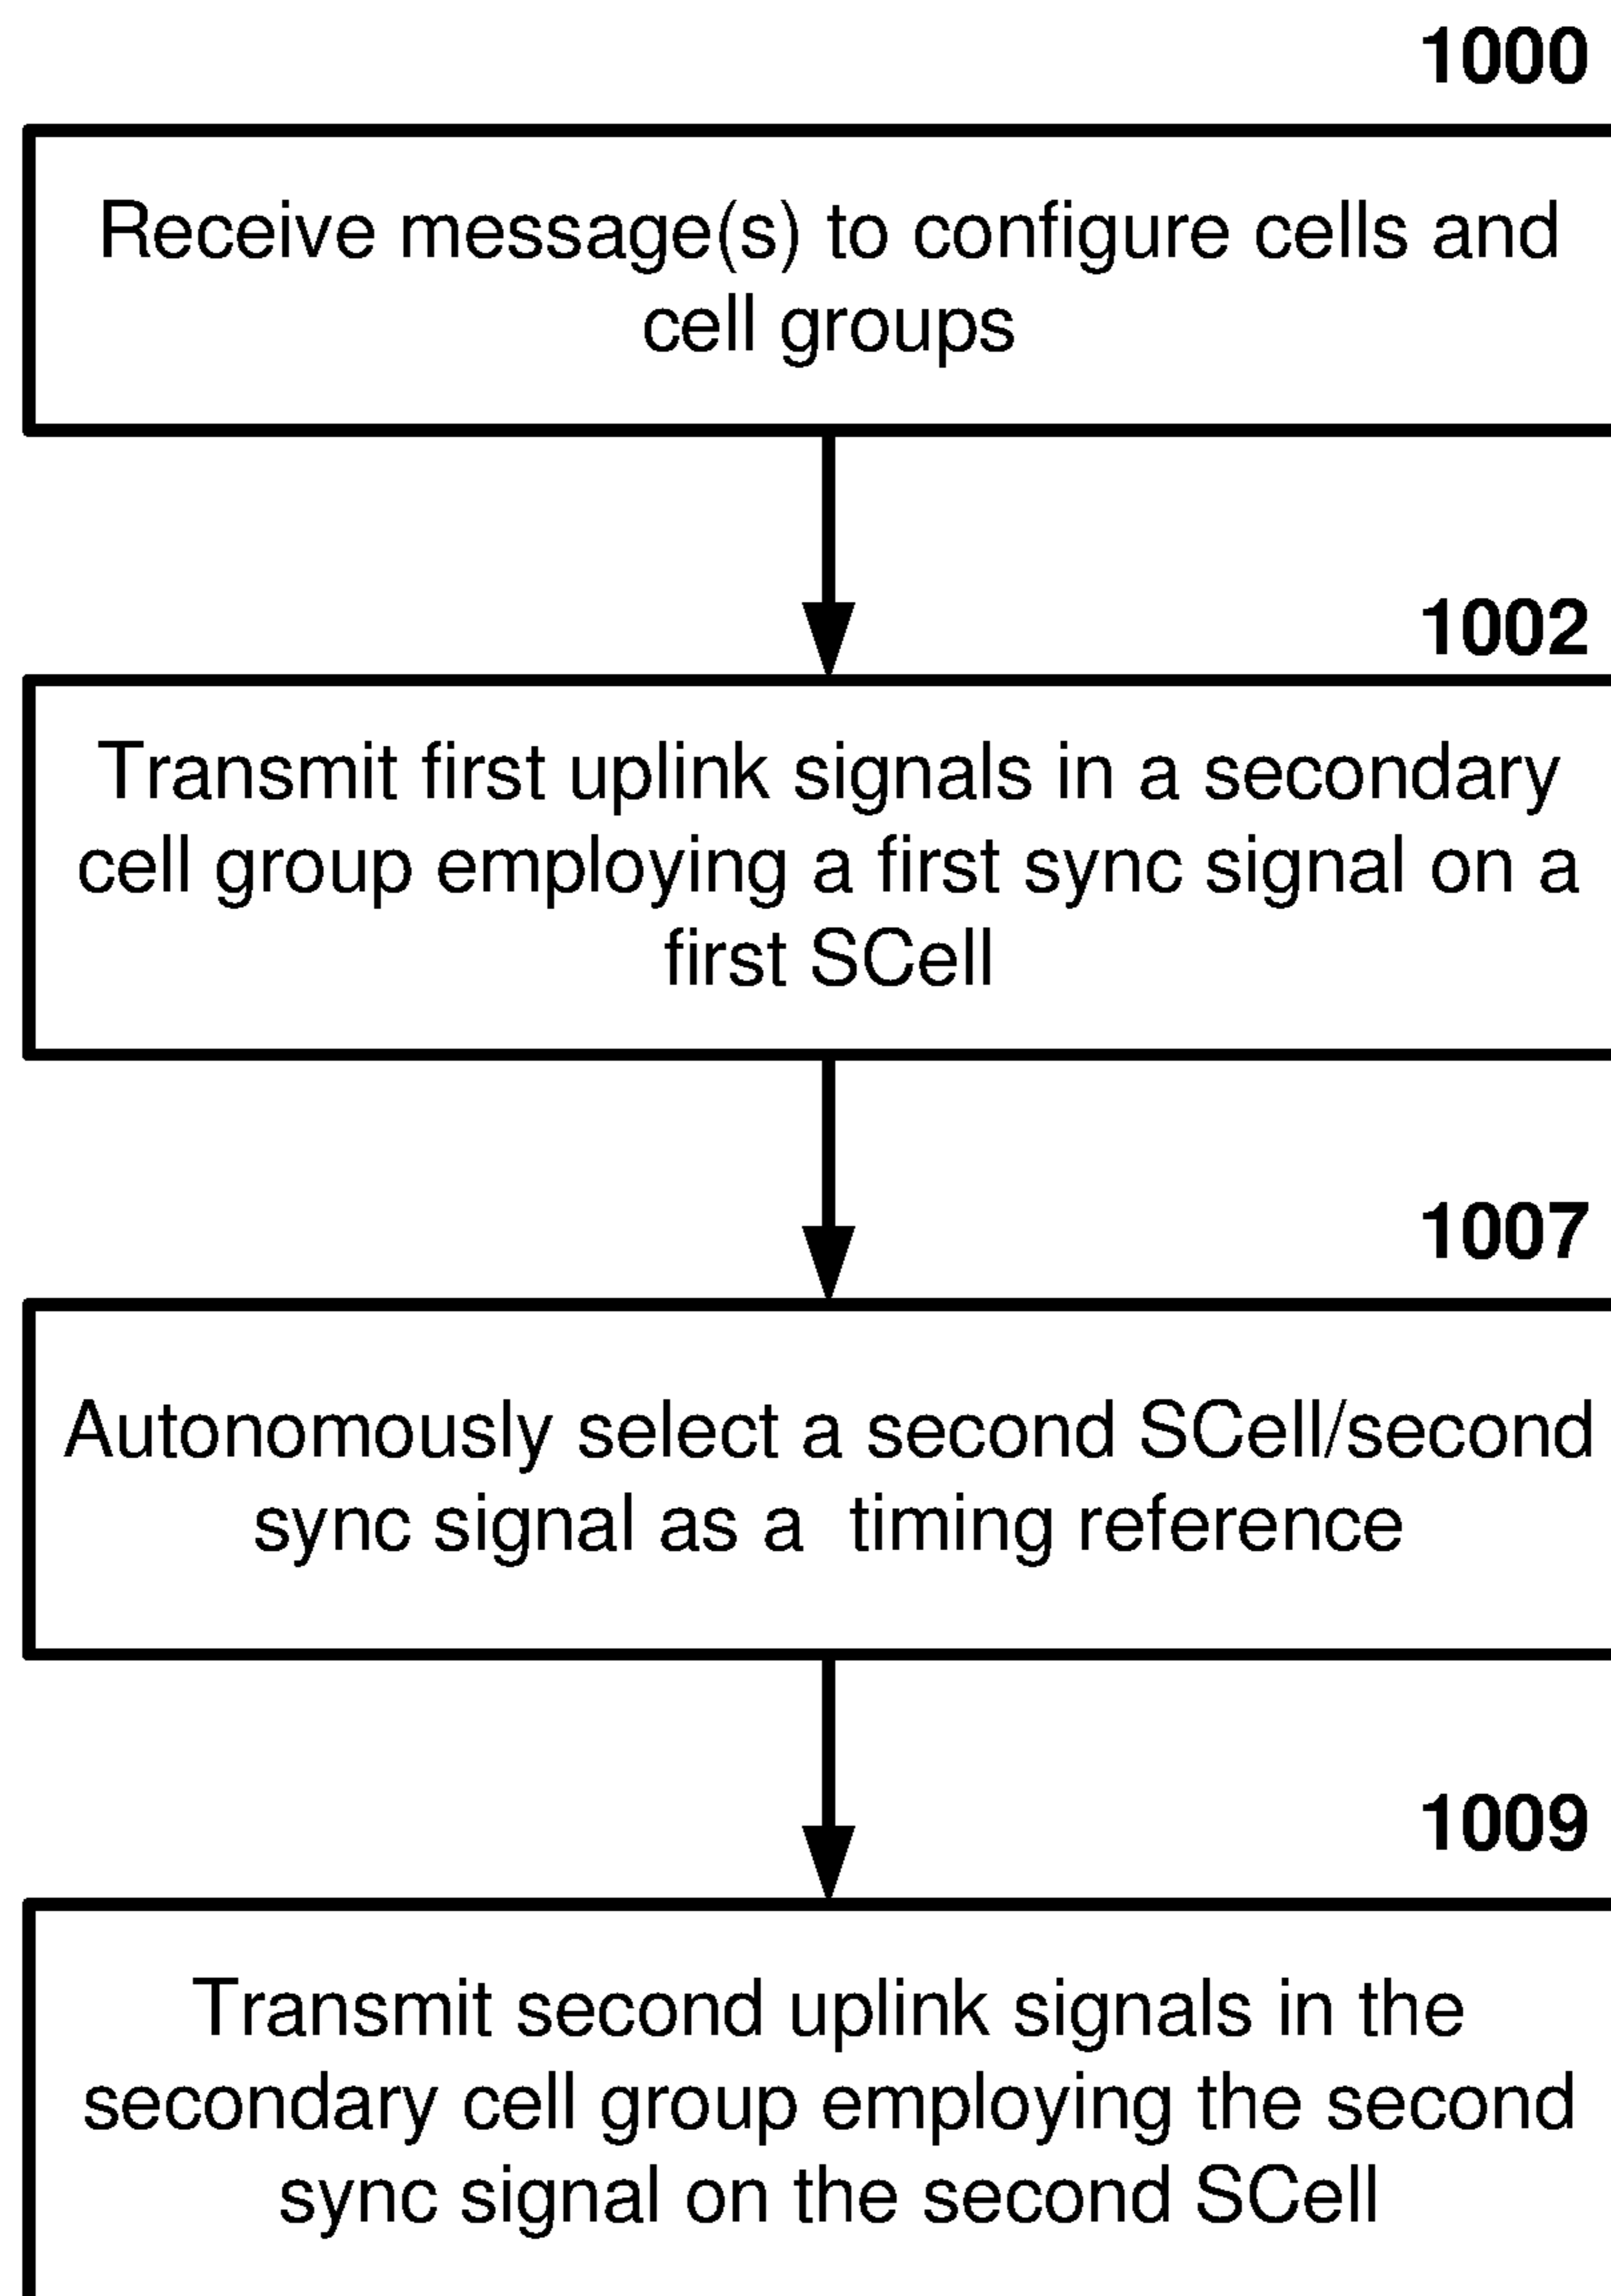 1000
Receive message(s) to configure cells and
cell groups
1002
Transmit first uplink signals in a secondary
cell group employing a first sync signal on a
first SCell
1007
Autonomously select a second SCell/second
sync signal as a timing reference
1009
Transmit second uplink signals in the
secondary cell group employing the second
sync signal on the second SCell